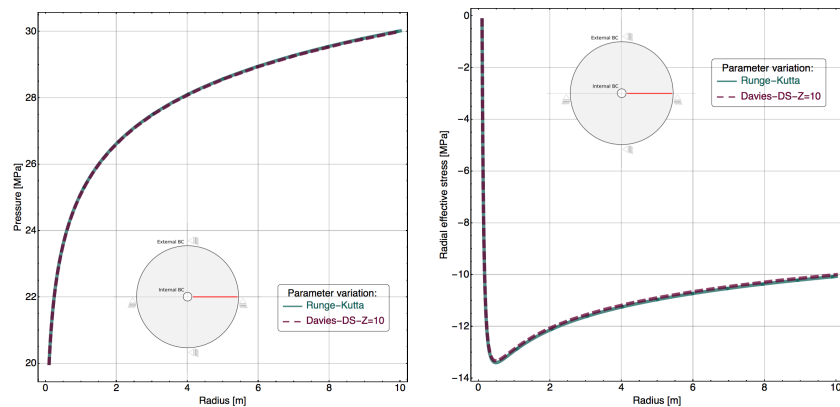 30
28
26
24
22
20
Pressure [MPa]
External BC
Internal BC
Parameter variation:
Runge-Kutta
Davies-DS-Z=10
0
2
4
6
8
10
Radius [m]
0
-2
-4
-6
-8
-10
-12
-14
Radial effective stress [MPa]
External BC
Internal BC
Parameter variation:
Runge-Kutta
Davies-DS-Z=10
0
2
4
6
8
10
Radius [m]